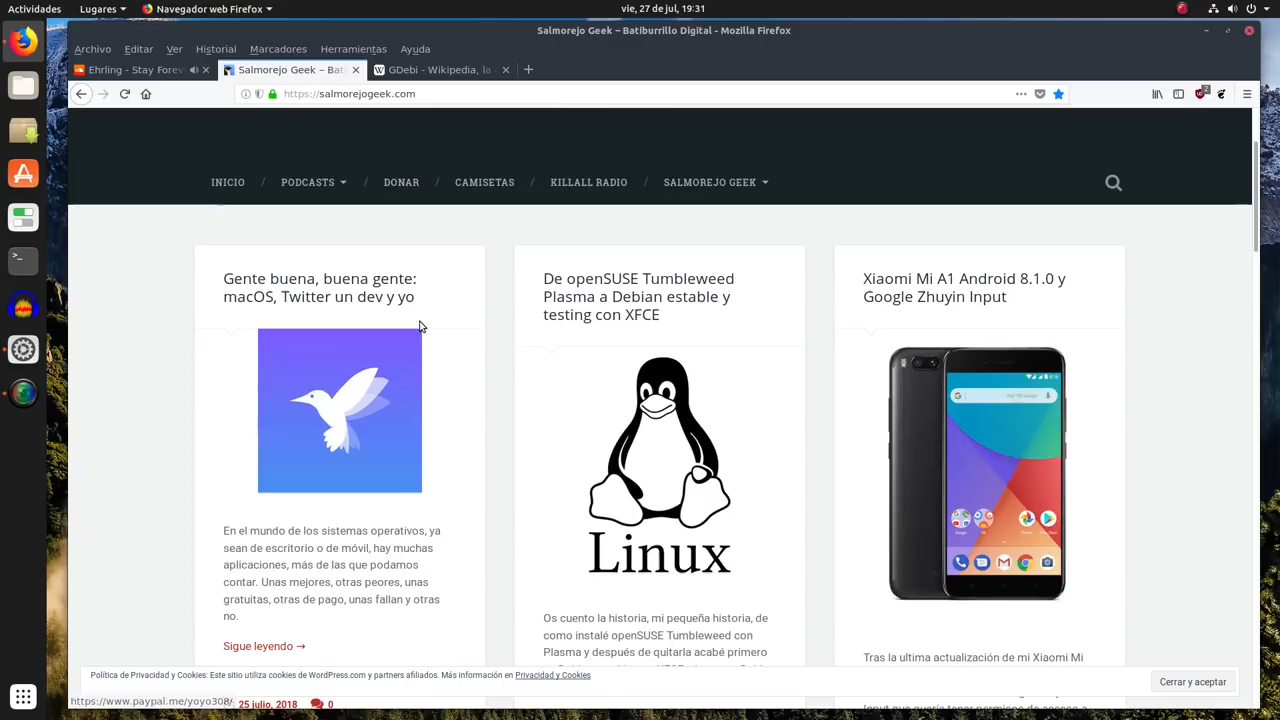 Actividades Lugares Navegador web Firefox vie, 27 de jul, 19:31
Salmorejo Geek – Batiburrillo Digital - Mozilla Firefox
Archivo Editar Ver Historial Marcadores Herramientas Ayuda
Ehrling - Stay Forev Salmorejo Geek – Bati GDebi - Wikipedia, la
https://salmorejogeek.com
2
INICIO / PODCASTS / DONAR / CAMISETAS / KILLALL RADIO / SALMOREJO GEEK
Gente buena, buena gente:
macOS, Twitter un dev y yo
En el mundo de los sistemas operativos, ya
sean de escritorio o de móvil, hay muchas
aplicaciones, más de las que podamos
contar. Unas mejores, otras peores, unas
gratuitas, otras de pago, unas fallan y otras
no.
Sigue leyendo →
25 julio, 2018 0
De openSUSE Tumbleweed
Plasma a Debian estable y
testing con XFCE
Linux
Os cuento la historia, mi pequeña historia, de
como instalé openSUSE Tumbleweed con
Plasma y después de quitarla acabé primero
Xiaomi Mi A1 Android 8.1.0 y
Google Zhuyin Input
Tras la ultima actualización de mi Xiaomi Mi
Política de Privacidad y Cookies: Este sitio utiliza cookies de WordPress.com y partners afiliados. Más información en Privacidad y Cookies
Cerrar y aceptar
https://www.paypal.me/yoyo308/